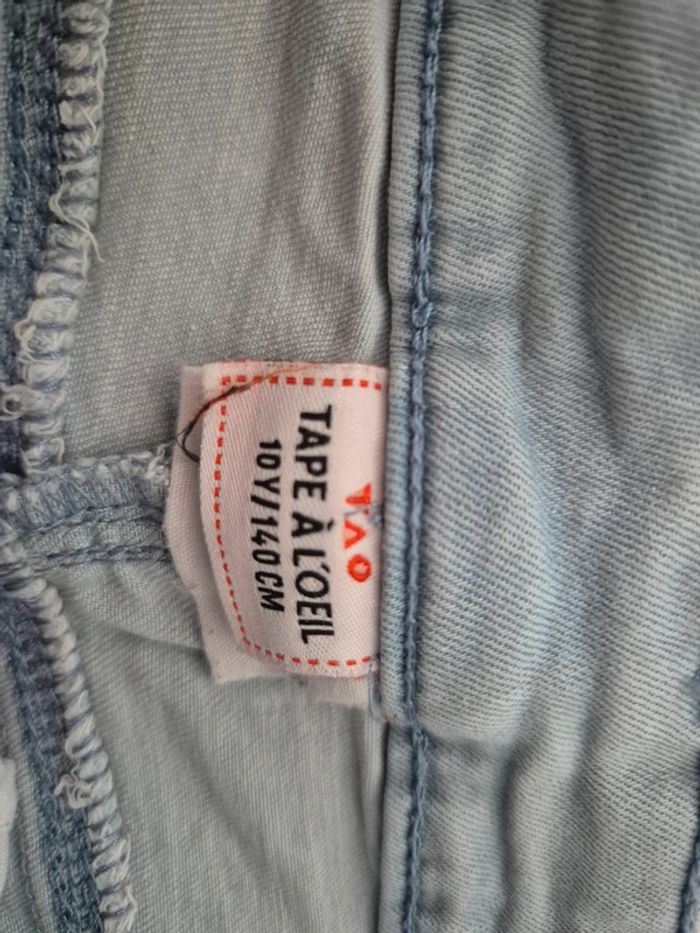 TAO
TAPE À L'OEIL
10Y/140CM